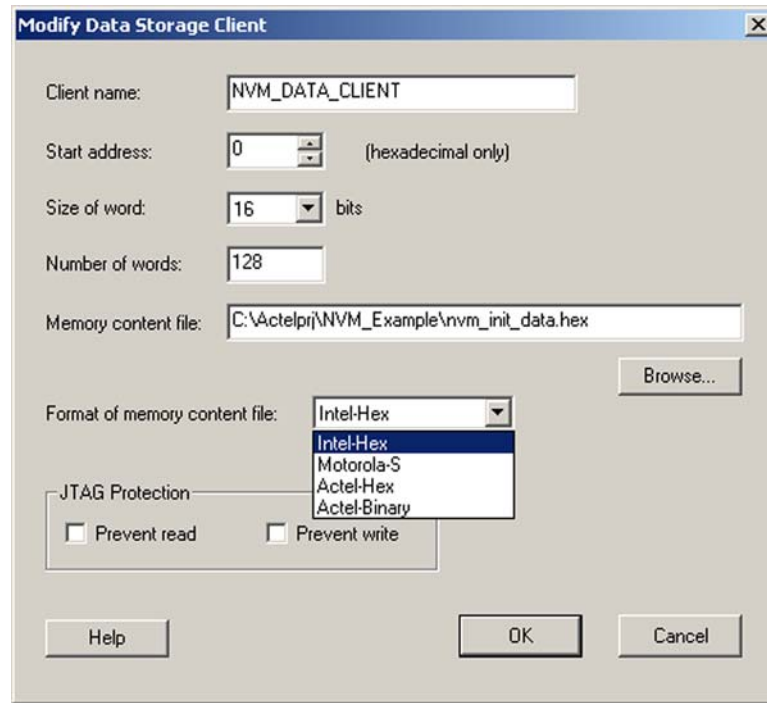 Modify Data Storage Client
Client name: NVM_DATA_CLIENT
Start address: 0 (hexadecimal only)
Size of word: 16 bits
Number of words: 128
Memory content file: C:\Actelprj\NVM_Example\nvm_init_data.hex
Browse...
Format of memory content file: Intel-Hex
Intel-Hex
Motorola-S
Actel-Hex
Actel-Binary
JTAG Protection
Prevent read Prevent write
Help OK Cancel